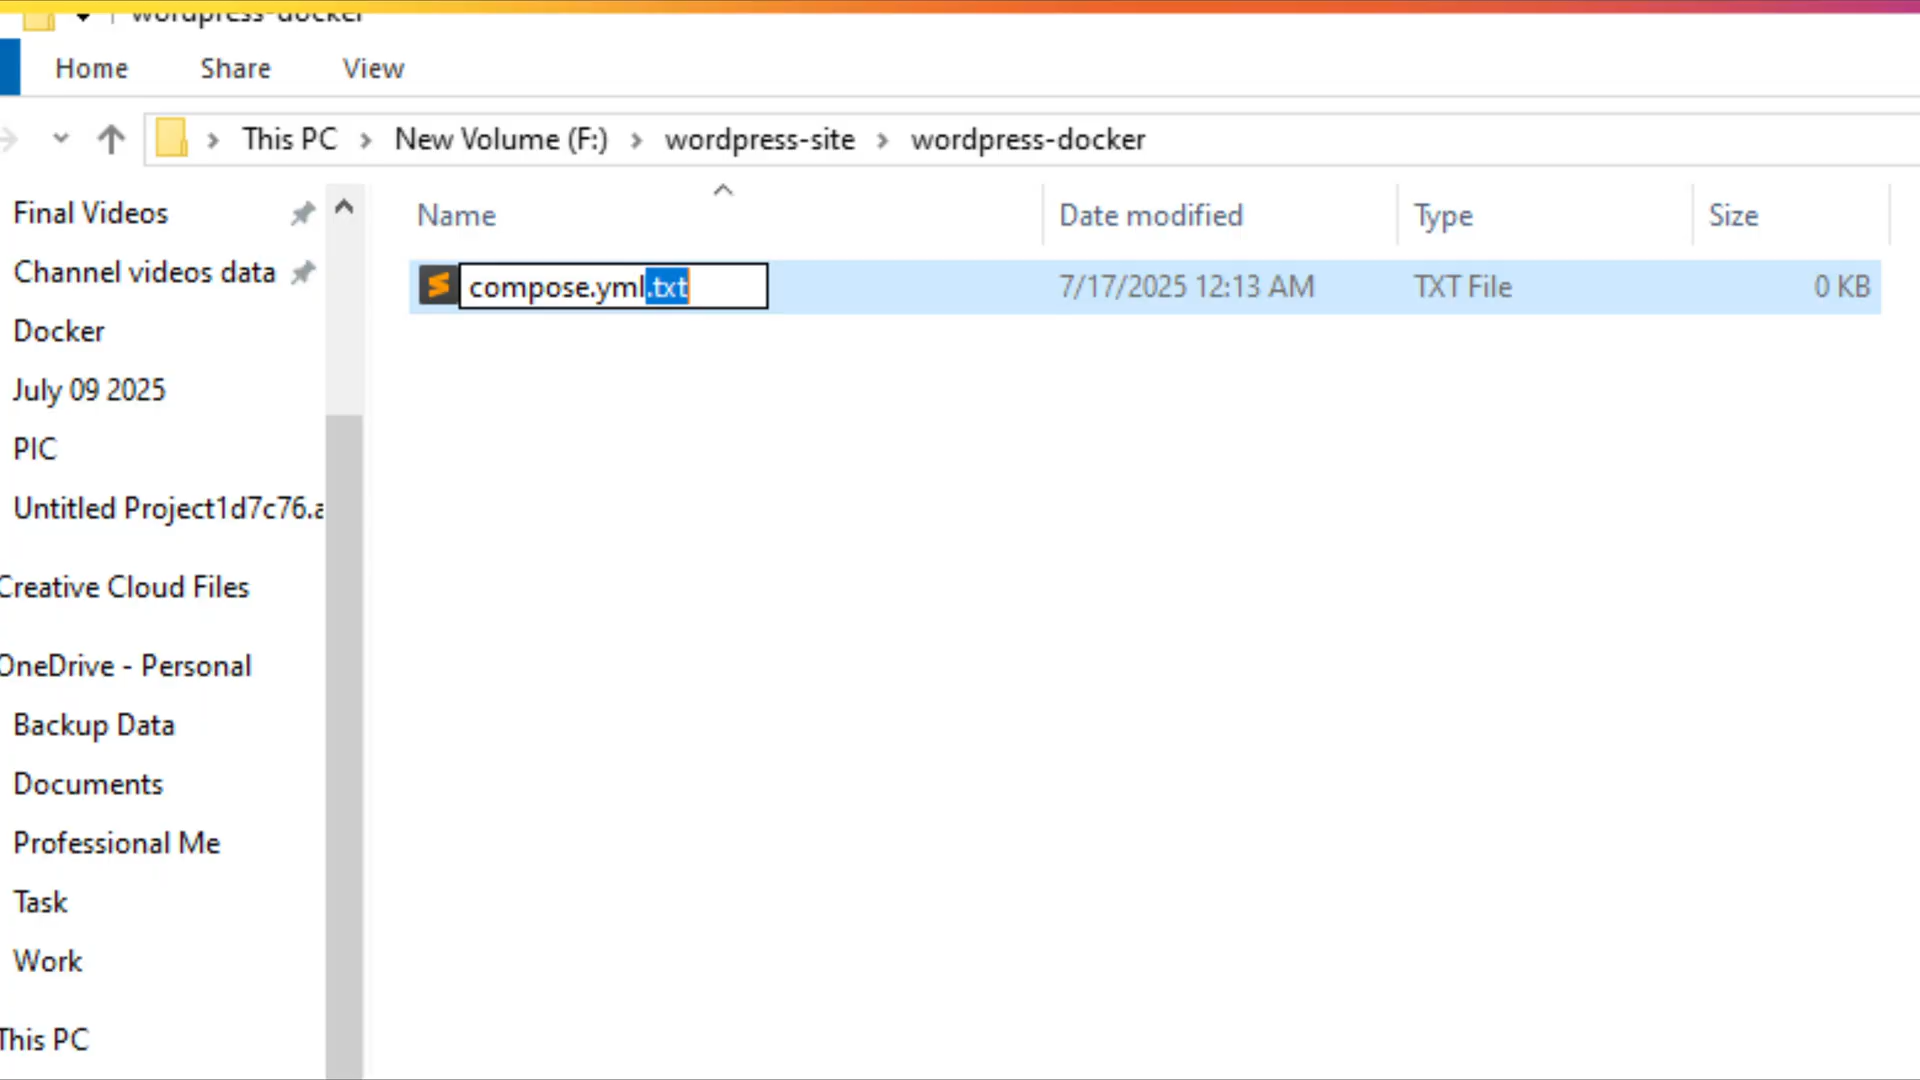 wordpress-docker
Home Share View
This PC New Volume (F:) wordpress-site wordpress-docker
Name Date modified Type Size
compose.yml.txt 7/17/2025 12:13 AM TXT File 0 KB
Final Videos
Channel videos data
Docker
July 09 2025
PIC
Untitled Project1d7c76.a
Creative Cloud Files
OneDrive - Personal
Backup Data
Documents
Professional Me
Task
Work
This PC